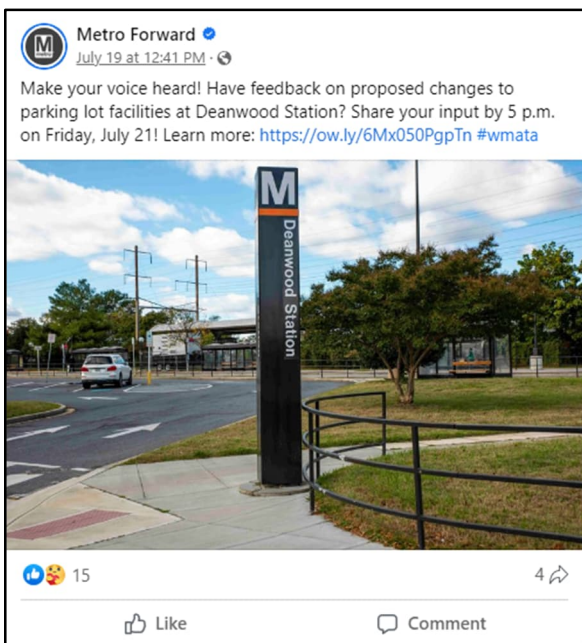 Metro Forward
July 19 at 12:41 PM ·
Make your voice heard! Have feedback on proposed changes to
parking lot facilities at Deanwood Station? Share your input by 5 p.m.
on Friday, July 21! Learn more: https://ow.ly/6Mx050PgpTn #wmata
M
Deanwood Station
15
4
Like
Comment